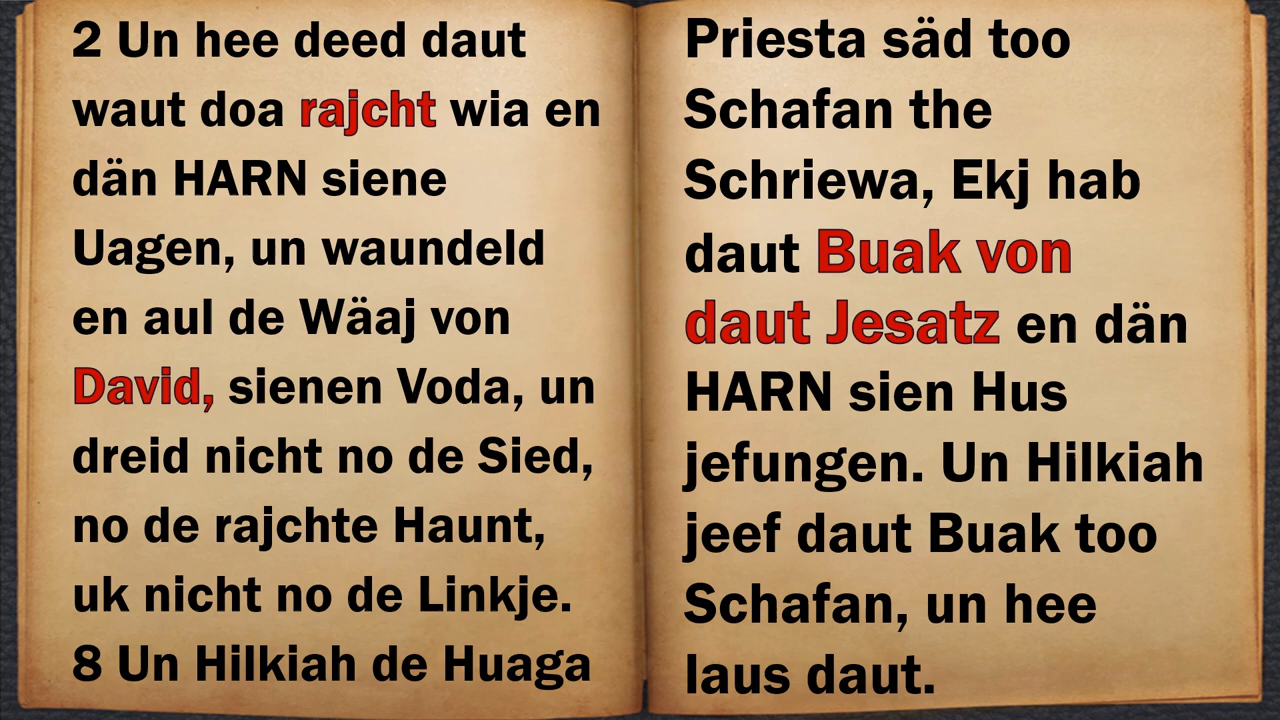 2 Un hee deed daut
waut doa rajcht wia en
dän HARN siene
Uagen, un waundeld
en aul de Wäaj von
David, sienen Voda, un
dreid nicht no de Sied,
no de rajchte Haunt,
uk nicht no de Linkje.
8 Un Hilkiah de Huaga
Priesta säd too
Schafan the
Schriewa, Ekj hab
daut Buak von
daut Jesatz en dän
HARN sien Hus
jefungen. Un Hilkiah
jeef daut Buak too
Schafan, un hee
laus daut.